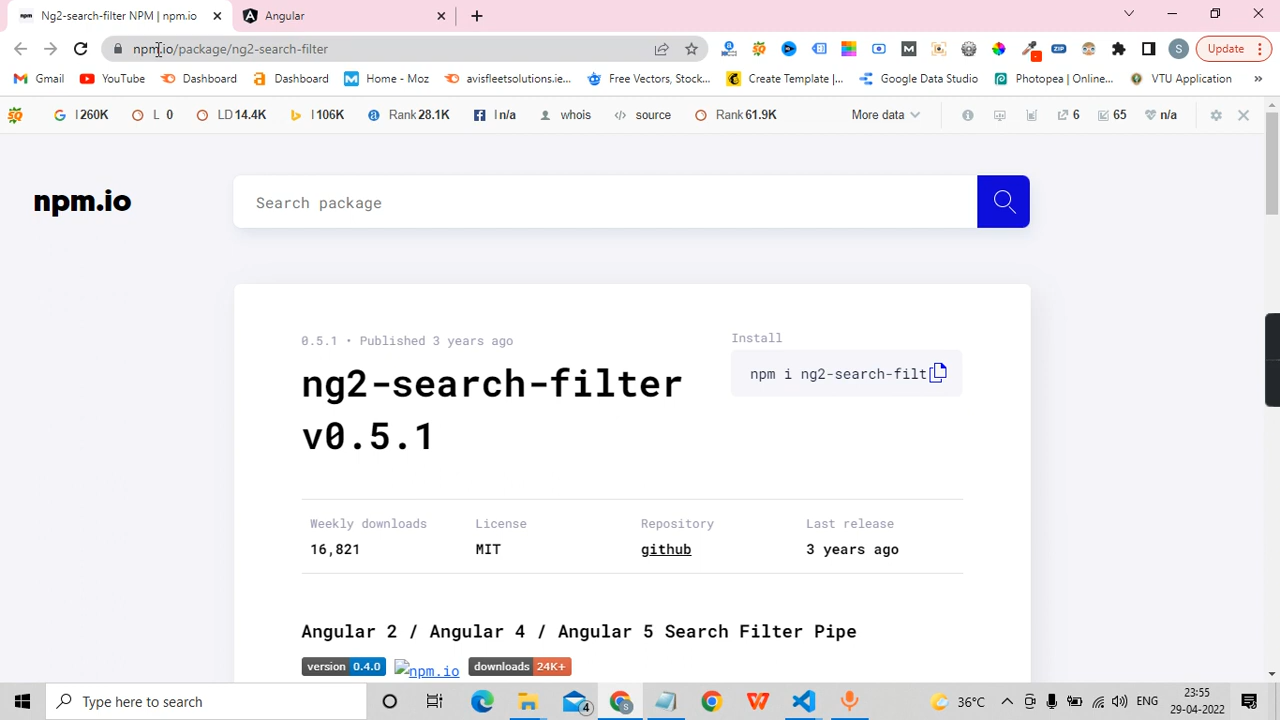 Ng2-search-filter NPM | npm.io
Angular
npm.io/package/ng2-search-filter
Update
Gmail
YouTube
Dashboard
Dashboard
Home - Moz
avisfleetsolutions.ie...
Free Vectors, Stock...
Create Template |...
Google Data Studio
Photopea | Online...
VTU Application
I 260K
L 0
LD 14.4K
I 106K
Rank 28.1K
I n/a
whois
source
Rank 61.9K
More data
6
65
n/a
npm.io
Search package
0.5.1 • Published 3 years ago
Install
ng2-search-filter
v0.5.1
npm i ng2-search-filt
Weekly downloads
License
Repository
Last release
16,821
MIT
github
3 years ago
Angular 2 / Angular 4 / Angular 5 Search Filter Pipe
version 0.4.0
npm.io
downloads 24K+
Type here to search
4
36°C
ENG
23:55
29-04-2022